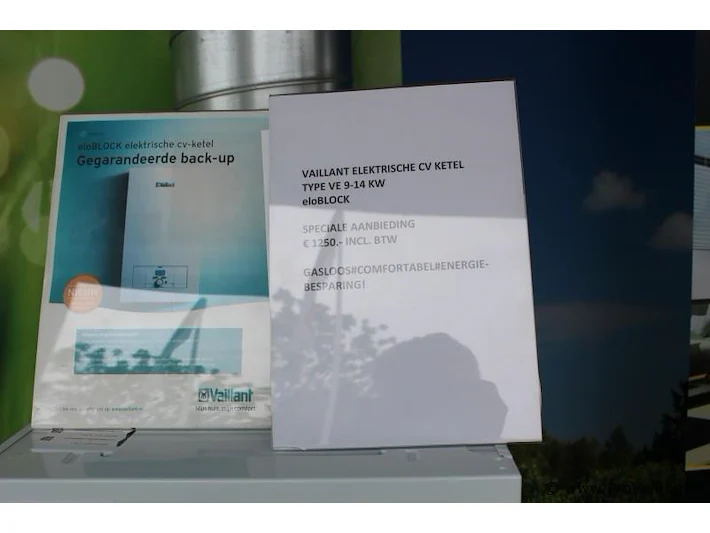 eloBLOCK elektrische cv-ketel
Gegarandeerde back-up
Vaillant
Vaillant
VAILLANT ELEKTRISCHE CV KETEL
TYPE VE 9-14 KW
eloBLOCK
SPECIALE AANBIEDING
€ 1250.- INCL. BTW
GASLOOS#COMFORTABEL#ENERGIE-
BESPARING!